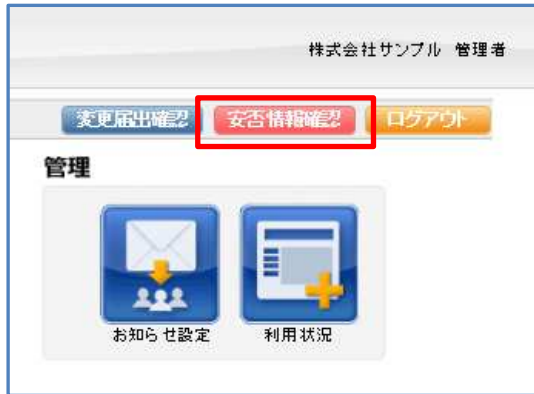 株式会社サンプル 管理者
変更届出確認 安否情報確認 ログアウト
管理
お知らせ設定 利用状況